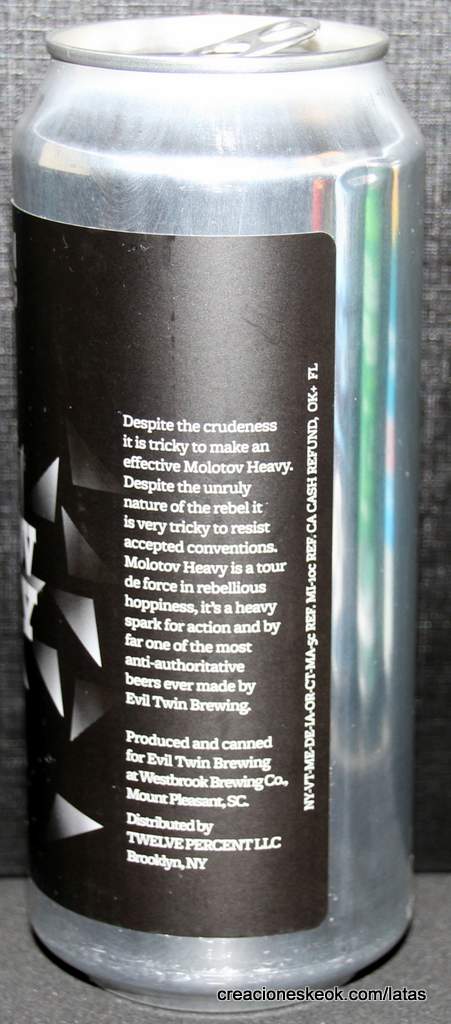 Despite the crudeness
it is tricky to make an
effective Molotov Heavy.
Despite the unruly
nature of the rebel it
is very tricky to resist
accepted conventions.
Molotov Heavy is a tour
de force in rebellious
hoppiness, it's a heavy
spark for action and by
far one of the most
anti-authoritative
beers ever made by
Evil Twin Brewing.
Produced and canned
for Evil Twin Brewing
at Westbrook Brewing Co.,
Mount Pleasant, SC.
Distributed by
TWELVE PERCENT LLC
Brooklyn, NY
NY-VT-ME-DE-IA-OR-CT-MA-5¢ REF. MI-10¢ REF. CA CASH REFUND, OK+ FL
creacioneskeok.com/latas